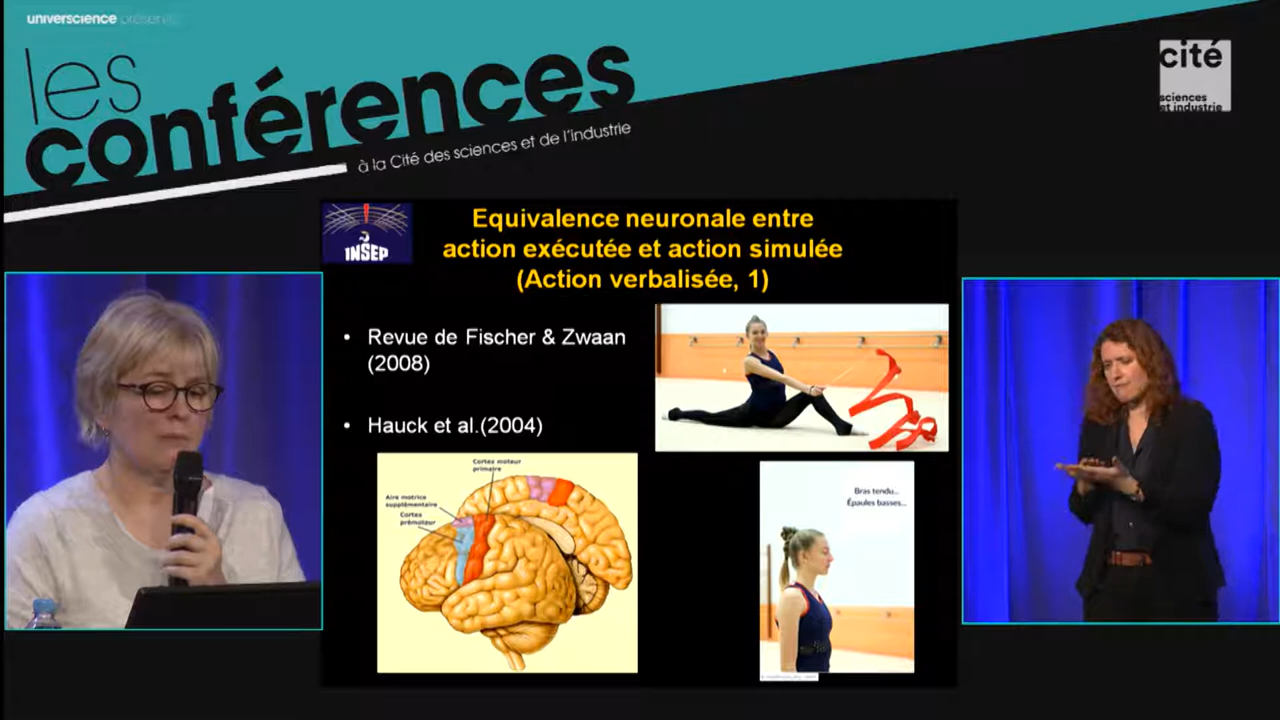 universcience présente
les
conférences
à la Cité des sciences et de l'industrie
cité
sciences
et industrie
INSEP
Equivalence neuronale entre
action exécutée et action simulée
(Action verbalisée, 1)
• Revue de Fischer & Zwaan
(2008)
• Hauck et al.(2004)
Cortex moteur
primaire
Aire motrice
supplémentaire
Cortex
prémoteur
Bras tendu...
Épaules basses...